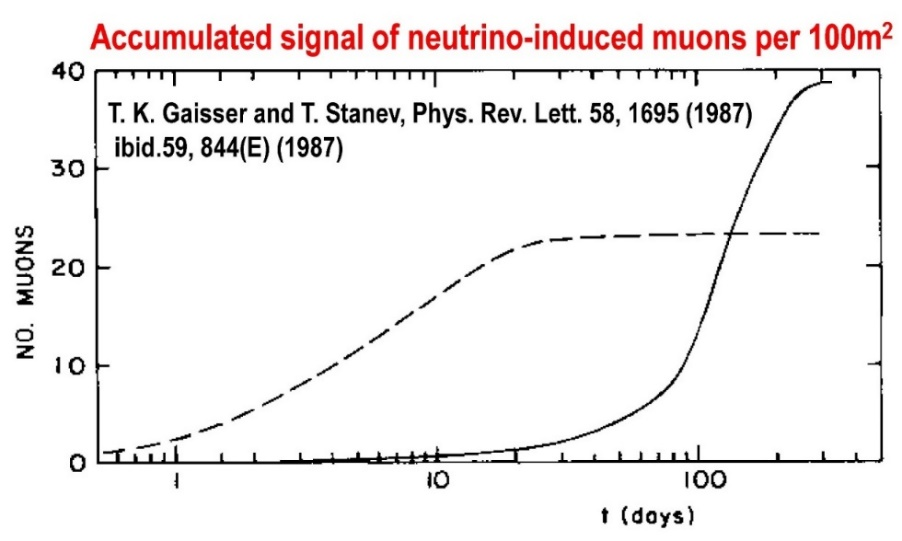 Accumulated signal of neutrino-induced muons per 100m²
T. K. Gaisser and T. Stanev, Phys. Rev. Lett. 58, 1695 (1987)
ibid.59, 844(E) (1987)
40
30
20
10
0
NO. MUONS
1 10 100
t (days)